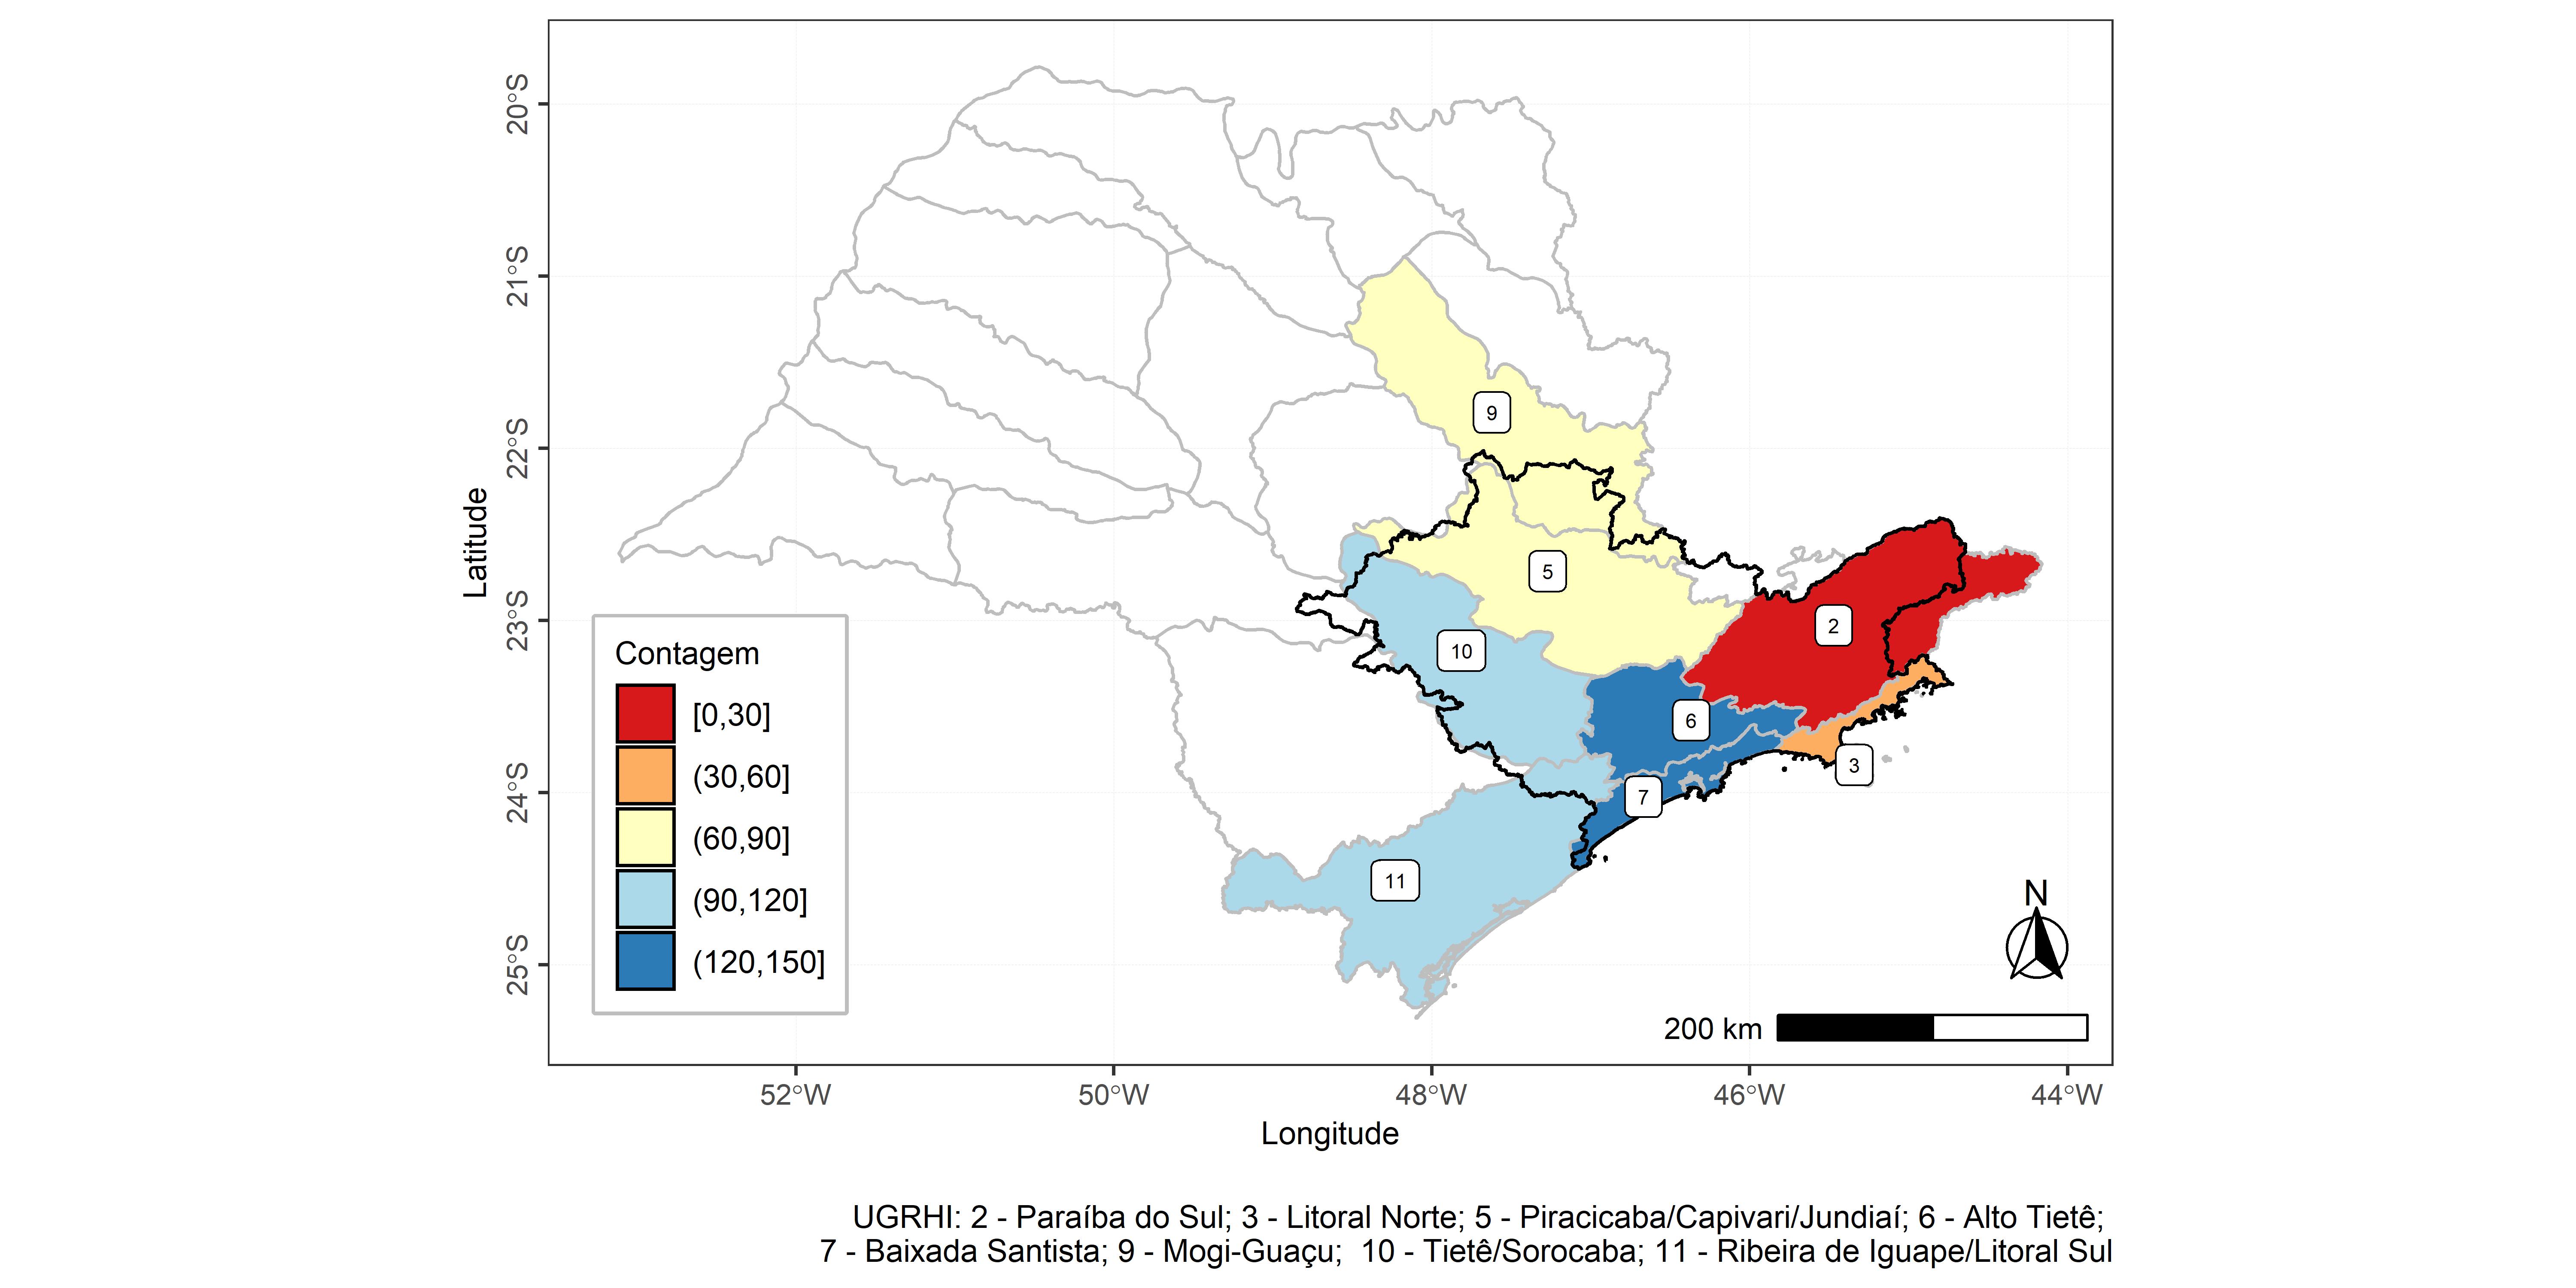 20°S
21°S
22°S
23°S
24°S
25°S
Latitude
9
5
2
10
6
3
7
11
Contagem
[0,30]
(30,60]
(60,90]
(90,120]
(120,150]
N
200 km
52°W
50°W
48°W
46°W
44°W
Longitude
UGRHI: 2 - Paraíba do Sul; 3 - Litoral Norte; 5 - Piracicaba/Capivari/Jundiaí; 6 - Alto Tietê;
7 - Baixada Santista; 9 - Mogi-Guaçu;  10 - Tietê/Sorocaba; 11 - Ribeira de Iguape/Litoral Sul